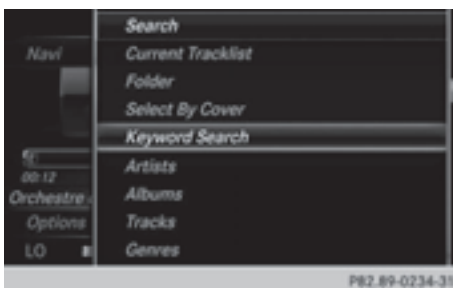 Search
Navi
Current Tracklist
Folder
Select By Cover
Keyword Search
Artists
00:12
Albums
Orchestre
Options
Tracks
LO
Genres
P82.89-0234-31